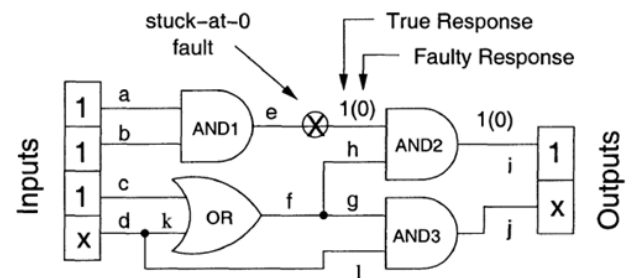 stuck-at-0
fault
True Response
Faulty Response
Inputs
1
1
1
x
a
b
c
d
k
AND1
OR
e
X
1(0)
f
h
g
l
AND2
AND3
1(0)
i
j
1
x
Outputs